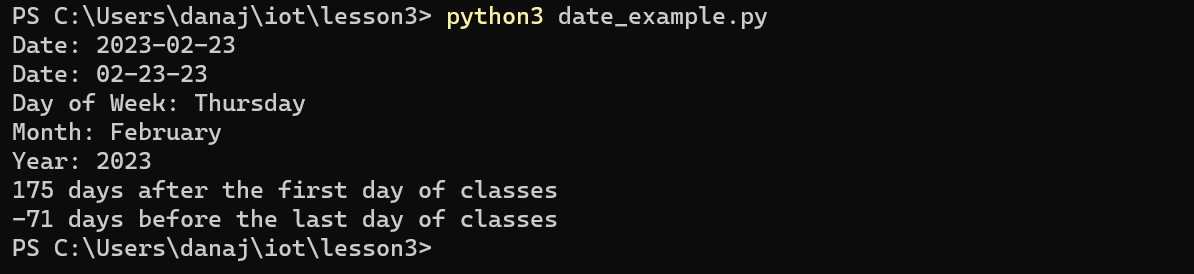 PS C:\Users\danaj\iot\lesson3> python3 date_example.py
Date: 2023-02-23
Date: 02-23-23
Day of Week: Thursday
Month: February
Year: 2023
175 days after the first day of classes
-71 days before the last day of classes
PS C:\Users\danaj\iot\lesson3>